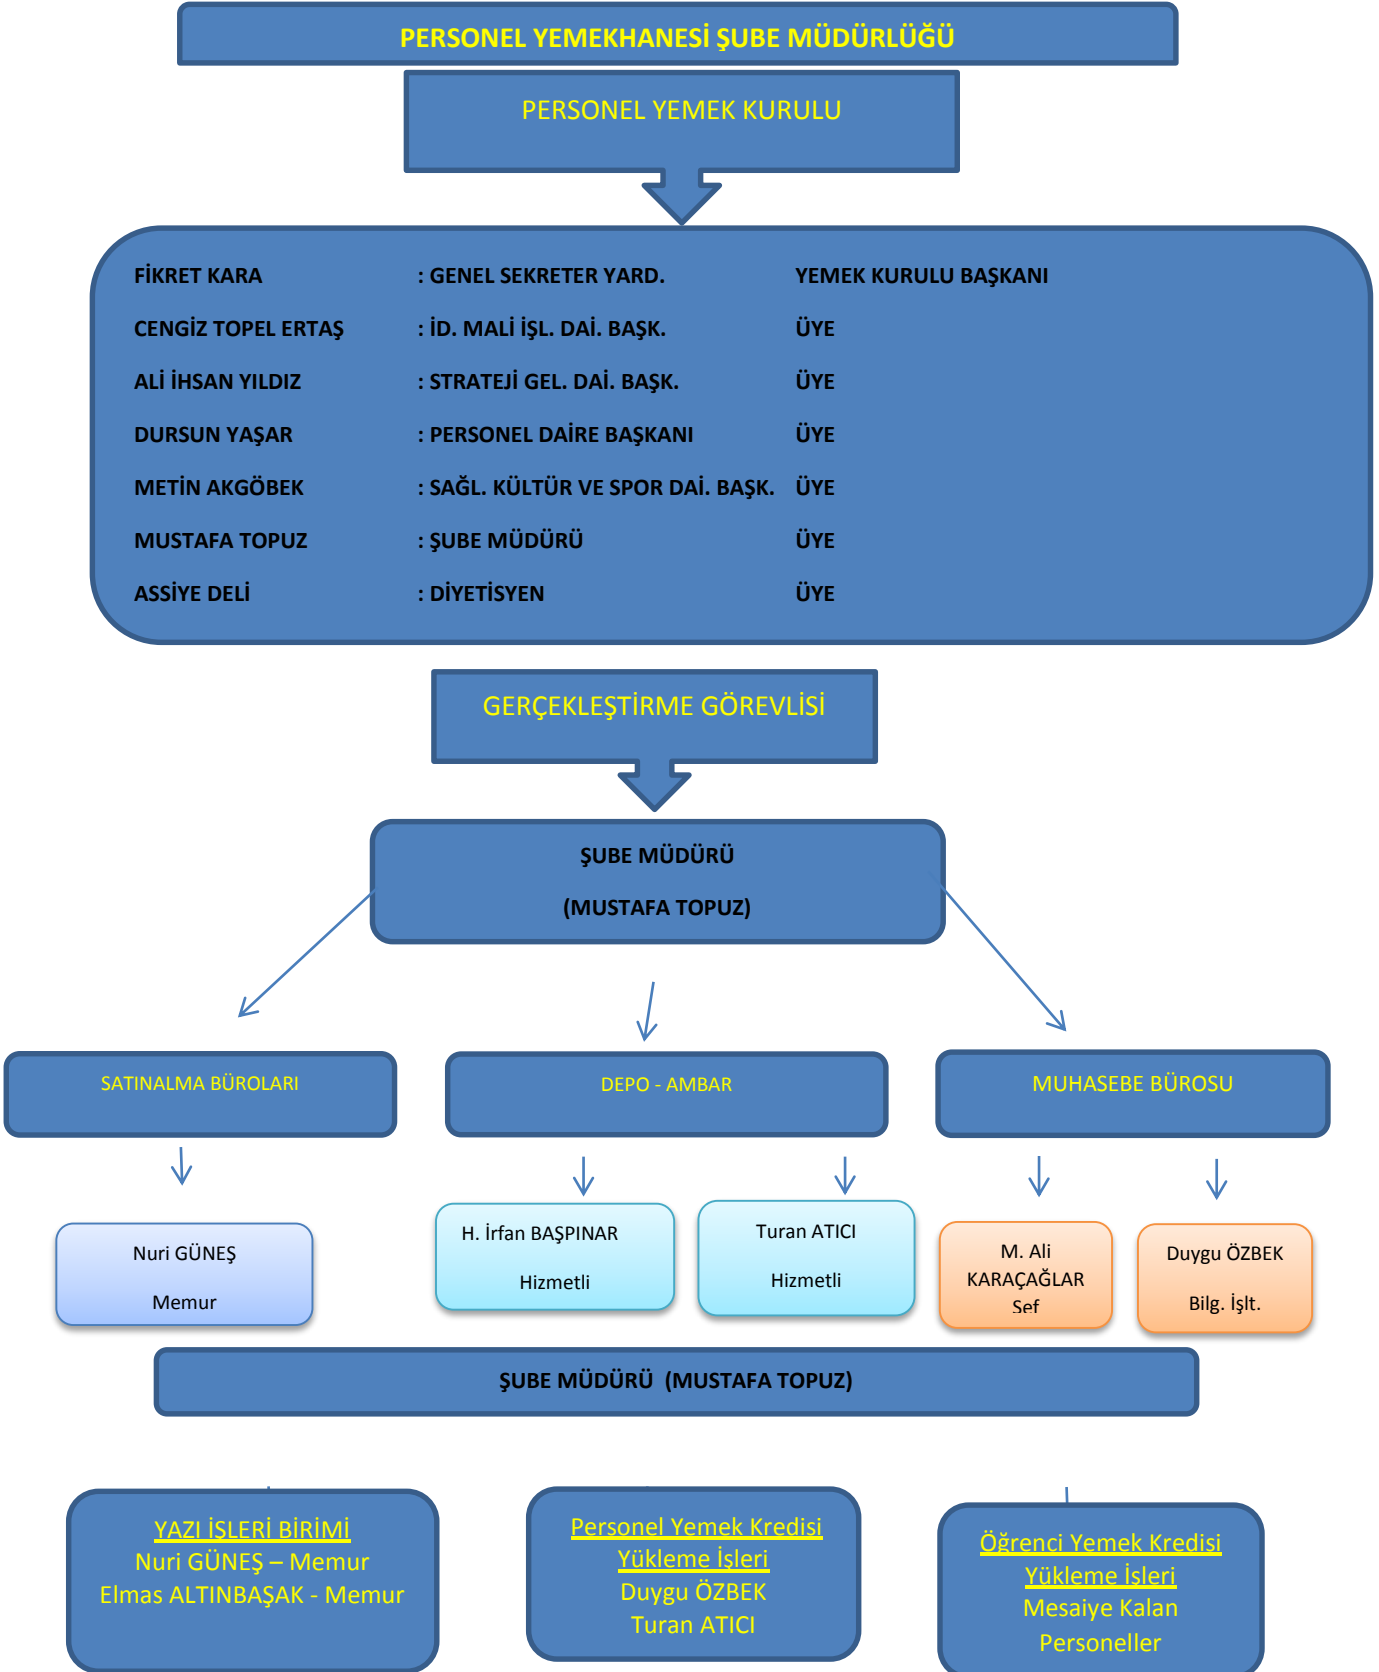 PERSONEL YEMEKHANESİ ŞUBE MÜDÜRLÜĞÜ
PERSONEL YEMEK KURULU
FİKRET KARA : GENEL SEKRETER YARD. YEMEK KURULU BAŞKANI
CENGİZ TOPEL ERTAŞ : İD. MALİ İŞL. DAİ. BAŞK. ÜYE
ALİ İHSAN YILDIZ : STRATEJİ GEL. DAİ. BAŞK. ÜYE
DURSUN YAŞAR : PERSONEL DAİRE BAŞKANI ÜYE
METİN AKGÖBEK : SAĞL. KÜLTÜR VE SPOR DAİ. BAŞK. ÜYE
MUSTAFA TOPUZ : ŞUBE MÜDÜRÜ ÜYE
ASSİYE DELİ : DİYETİSYEN ÜYE
GERÇEKLEŞTİRME GÖREVLİSİ
ŞUBE MÜDÜRÜ
(MUSTAFA TOPUZ)
SATINALMA BÜROLARI
DEPO - AMBAR
MUHASEBE BÜROSU
Nuri GÜNEŞ
Memur
H. İrfan BAŞPINAR
Hizmetli
Turan ATICI
Hizmetli
M. Ali
KARAÇAĞLAR
Şef
Duygu ÖZBEK
Bilg. İşlt.
ŞUBE MÜDÜRÜ (MUSTAFA TOPUZ)
YAZI İŞLERİ BİRİMİ
Nuri GÜNEŞ – Memur
Elmas ALTINBAŞAK - Memur
Personel Yemek Kredisi
Yükleme İşleri
Duygu ÖZBEK
Turan ATICI
Öğrenci Yemek Kredisi
Yükleme İşleri
Mesaiye Kalan
Personeller